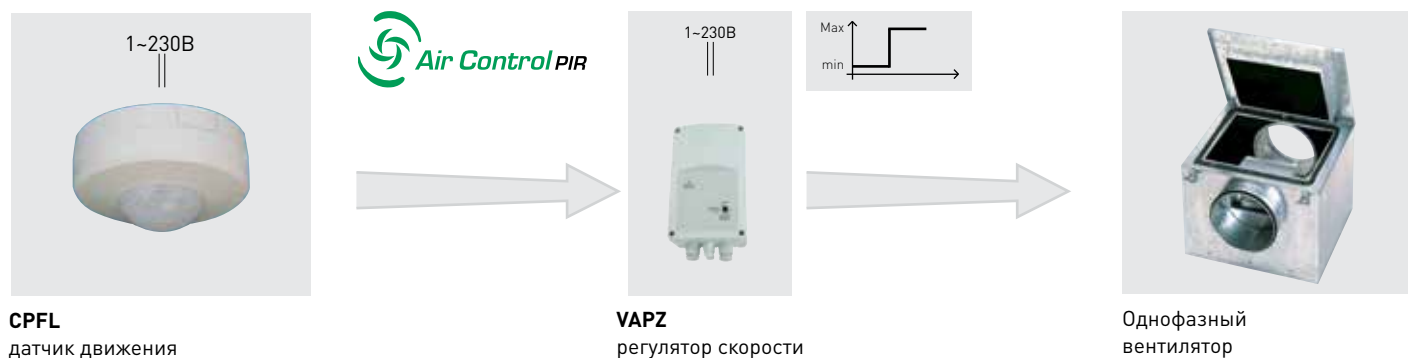 1~230В
Air Control PIR
1~230В
Max
min
CPFL
датчик движения
VAPZ
регулятор скорости
Однофазный
вентилятор